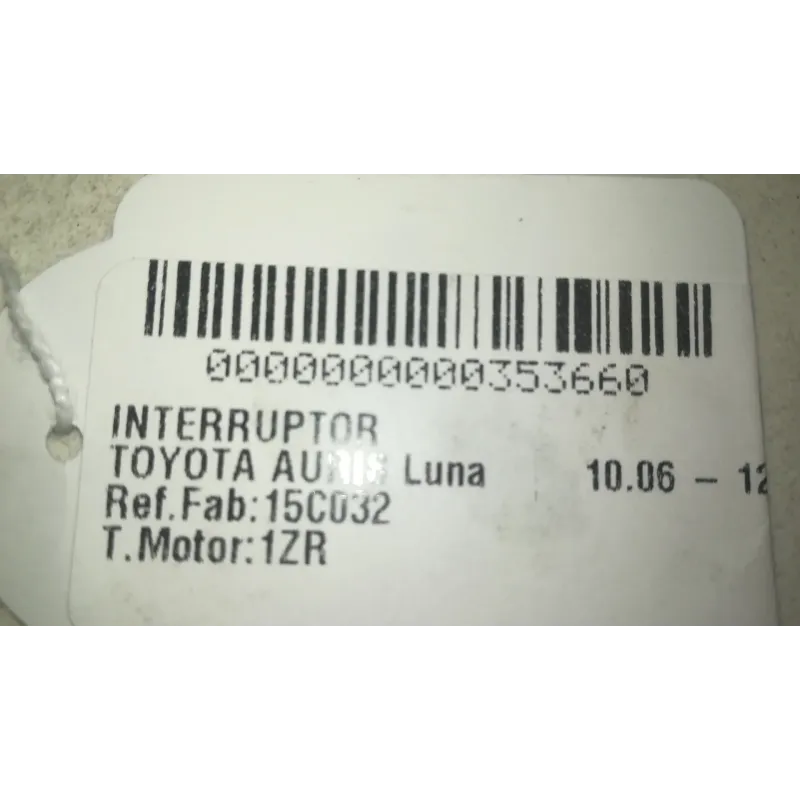 0000000000353660
INTERRUPTOR
TOYOTA AURIS Luna 10.06 - 12
Ref.Fab:15C032
T.Motor:1ZR